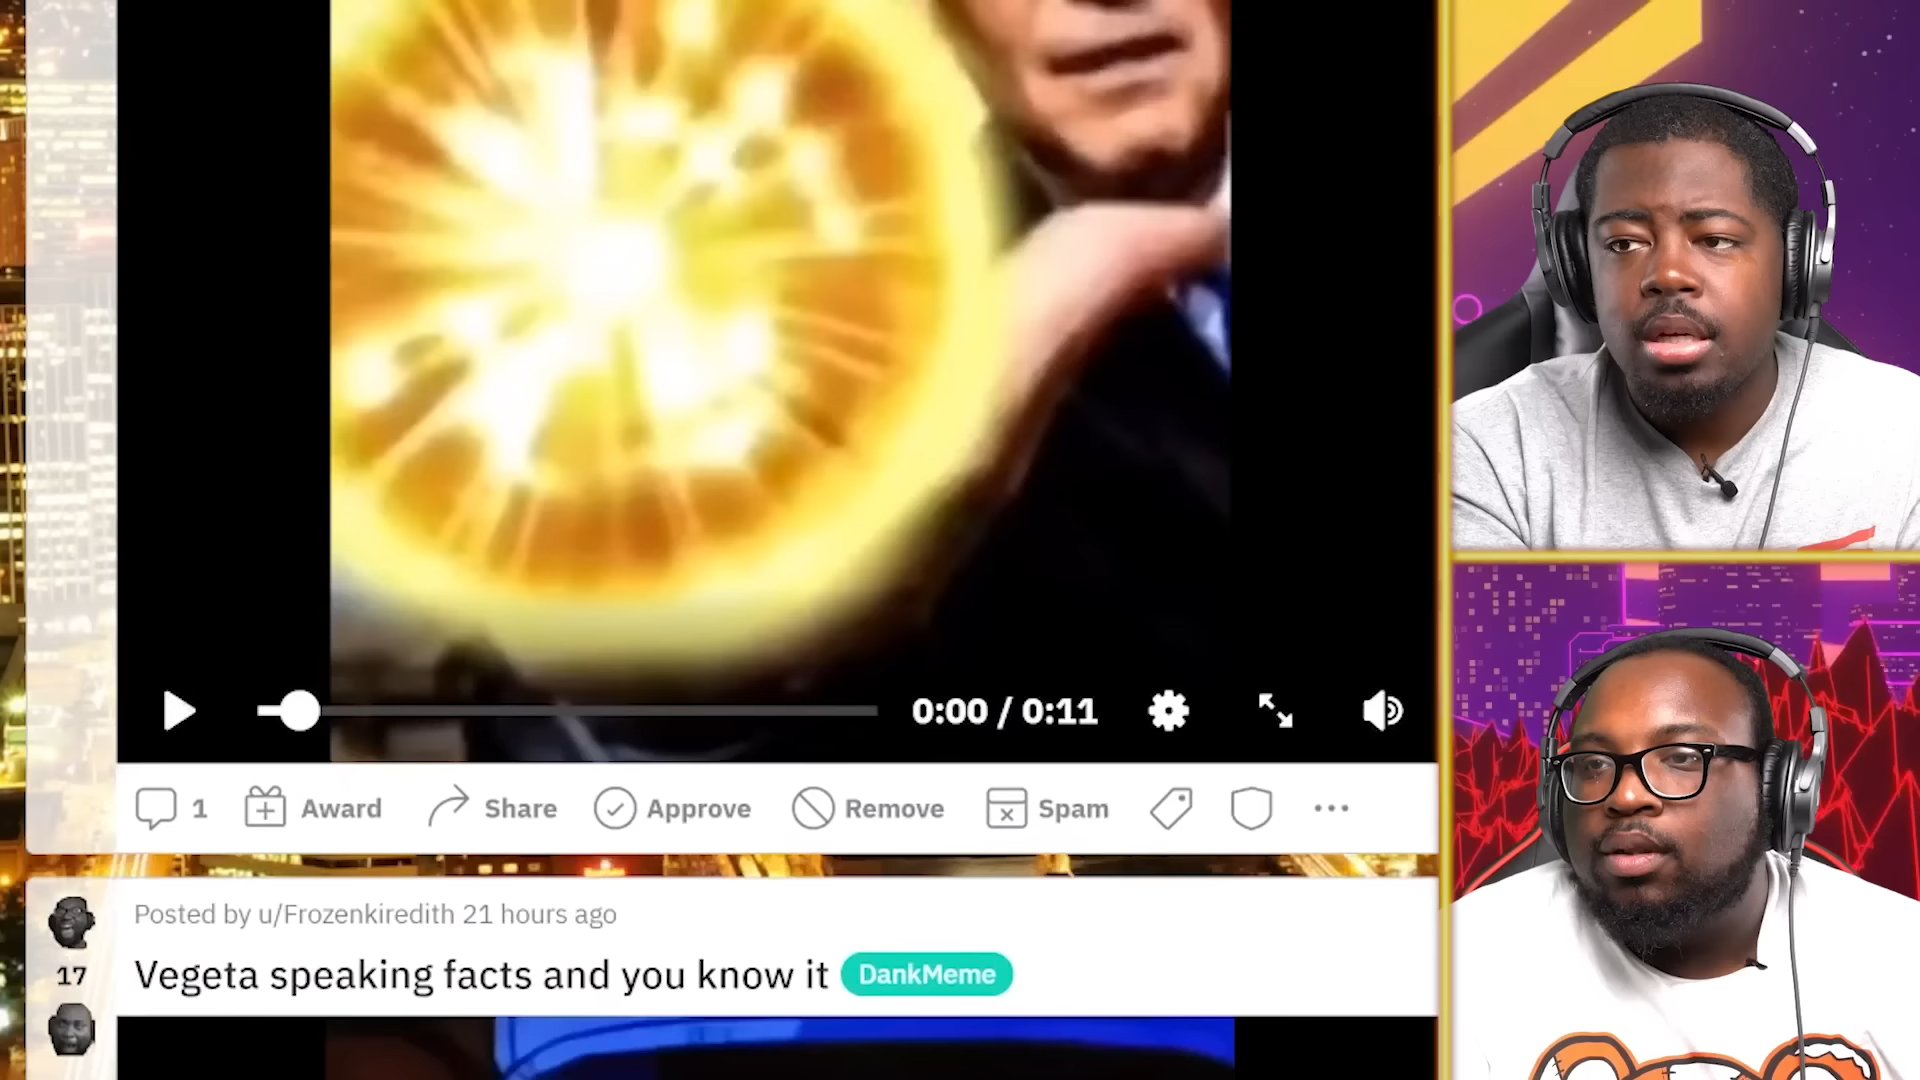 0:00 / 0:11
1 Award Share Approve Remove Spam
Posted by u/Frozenkiredith 21 hours ago
17
Vegeta speaking facts and you know it DankMeme